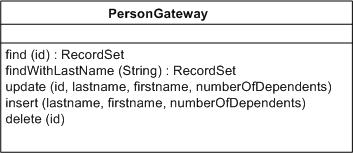 PersonGateway
find (id) : RecordSet
findWithLastName (String) : RecordSet
update (id, lastname, firstname, numberOfDependents)
insert (lastname, firstname, numberOfDependents)
delete (id)